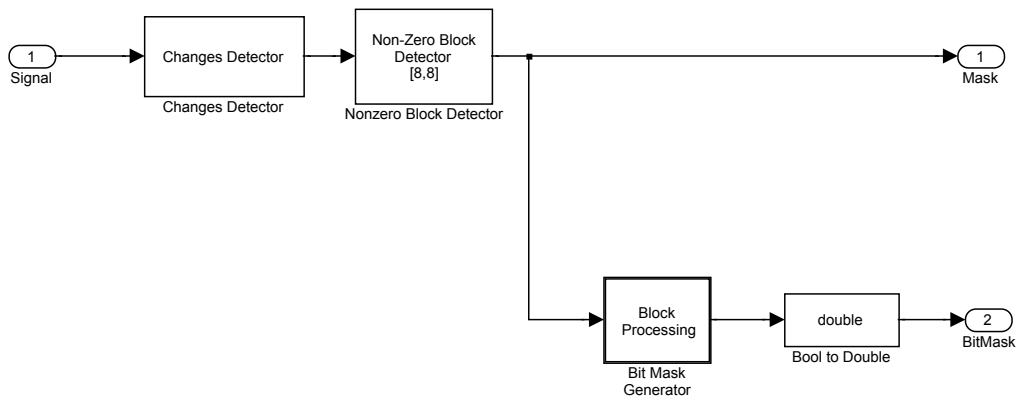 1
Signal
Changes Detector
Changes Detector
Non-Zero Block
Detector
[8,8]
Nonzero Block Detector
1
Mask
Block
Processing
Bit Mask
Generator
double
Bool to Double
2
BitMask